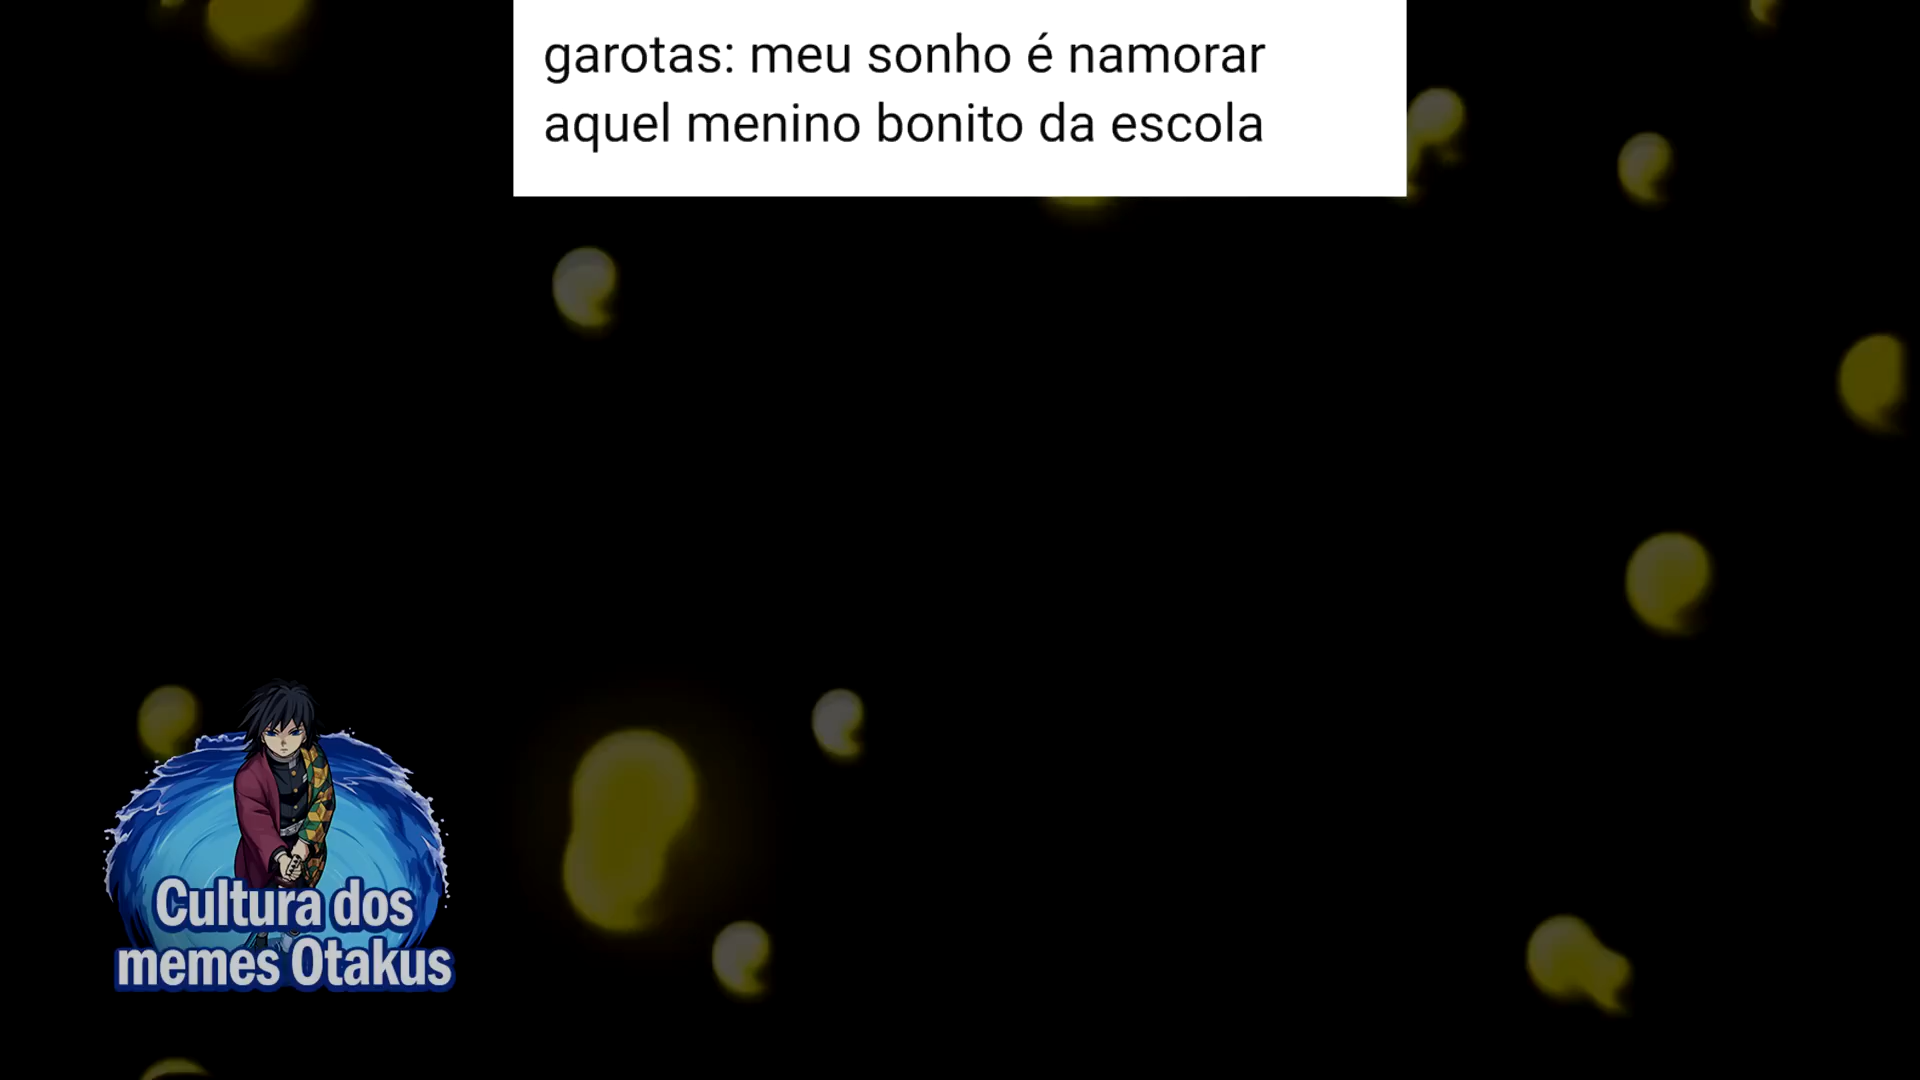 garotas: meu sonho é namorar
aquel menino bonito da escola
Cultura dos
memes Otakus